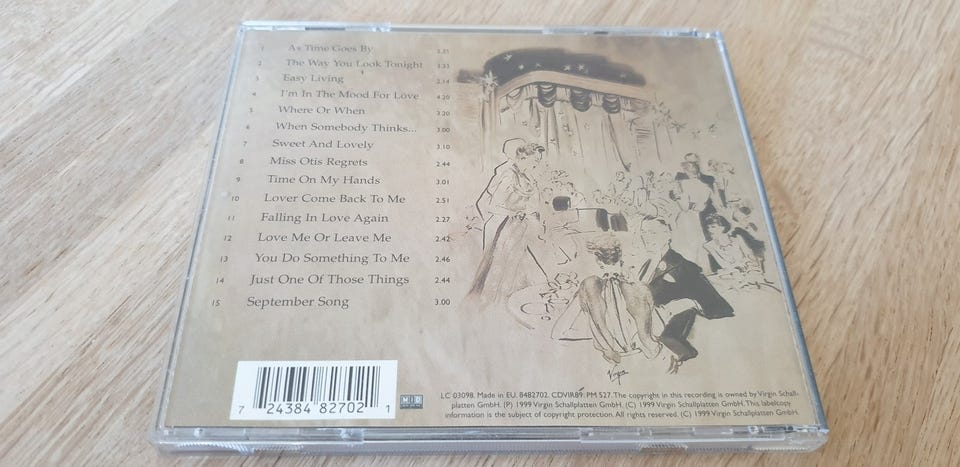 1 As Time Goes By 3.51
2 The Way You Look Tonight 3.31
3 Easy Living 2.14
4 I'm In The Mood For Love 4.20
5 Where Or When 3.20
6 When Somebody Thinks... 3.00
7 Sweet And Lovely 3.10
8 Miss Otis Regrets 2.44
9 Time On My Hands 3.01
10 Lover Come Back To Me 2.51
11 Falling In Love Again 2.27
12 Love Me Or Leave Me 2.42
13 You Do Something To Me 2.46
14 Just One Of Those Things 2.44
15 September Song 3.00
Virgin
7 24384 82702 1
LC 03098. Made in EU. 8482702. CDVIR89. PM 527. The copyright in this recording is owned by Virgin Schall-
platten GmbH. (P) 1999 Virgin Schallplatten GmbH. (C) 1999 Virgin Schallplatten GmbH. This labelcopy
information is the subject of copyright protection. All rights reserved. (C) 1999 Virgin Schallplatten GmbH.